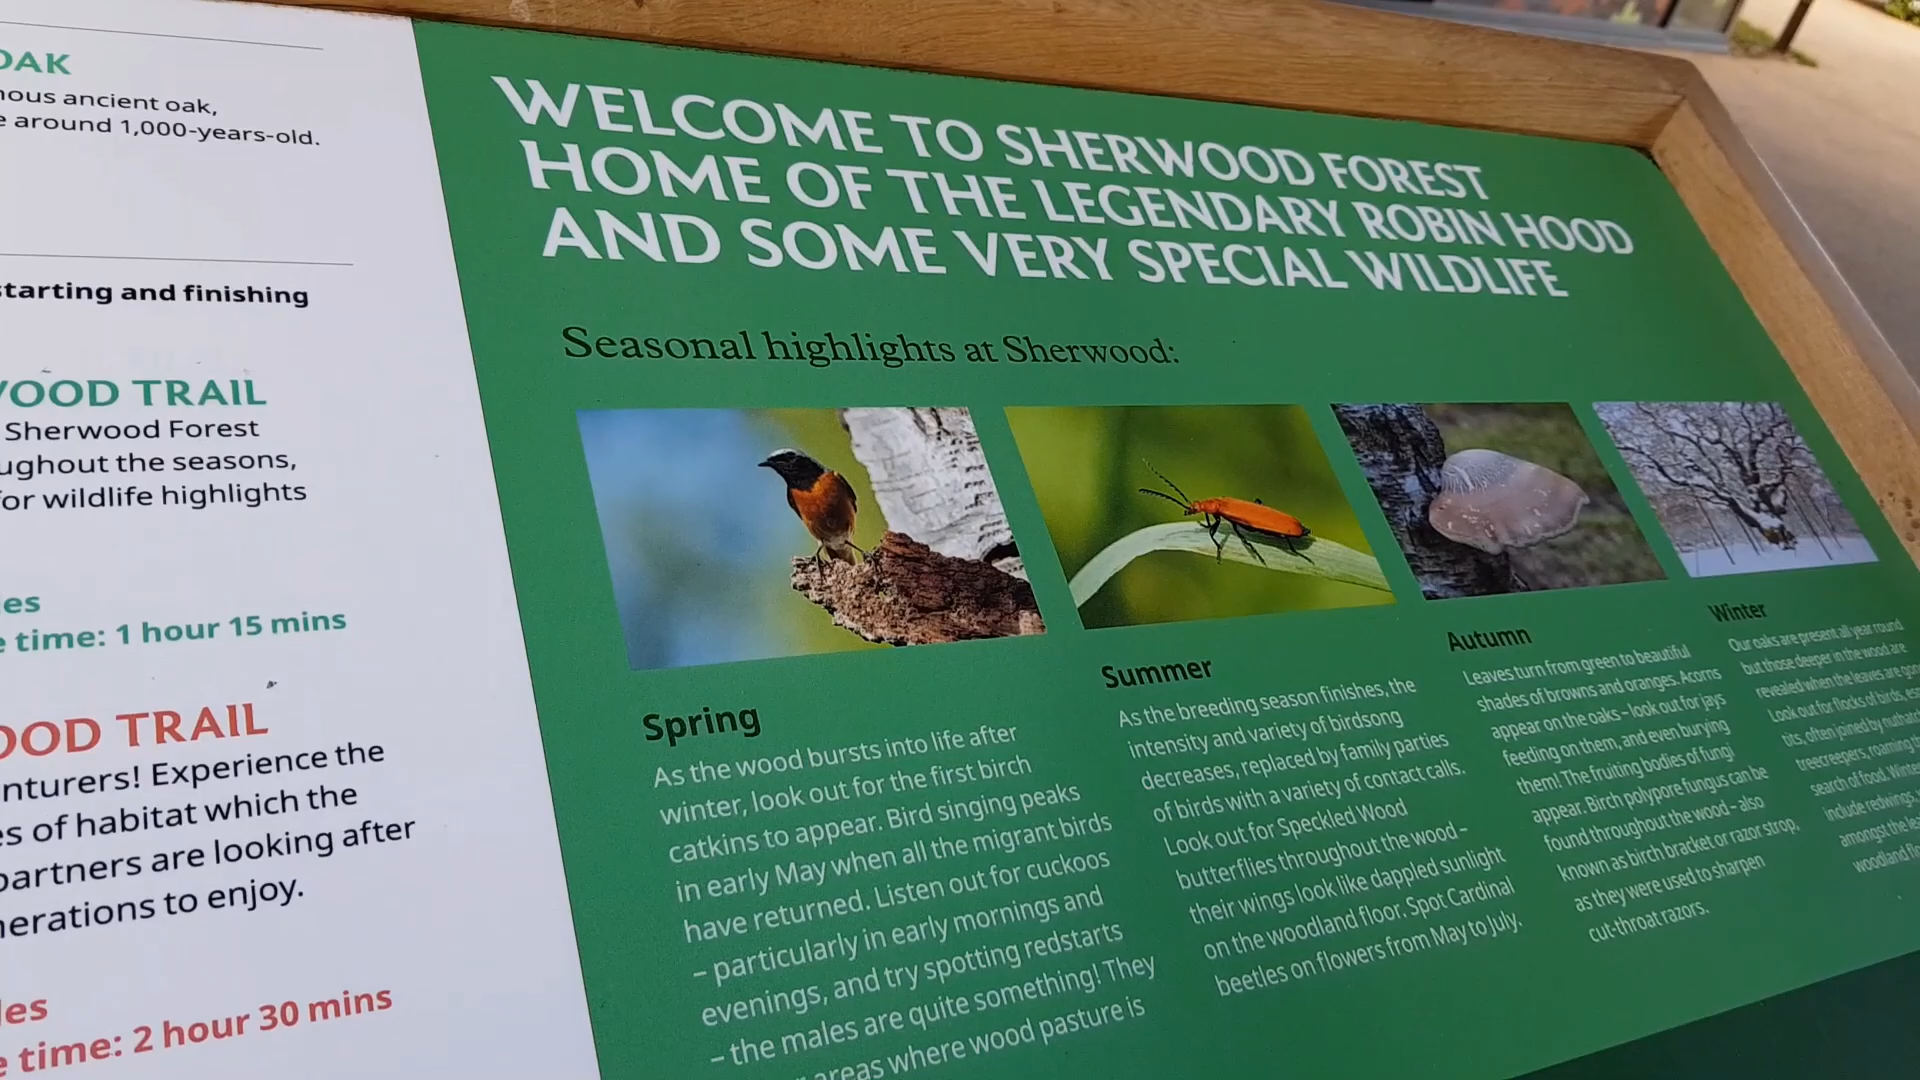 OAK
ancient oak,
around 1,000-years-old.
starting and finishing
TRAIL
Sherwood Forest
the seasons,
for wildlife highlights
time: 1 hour 15 mins
TRAIL
Experience the
of habitat which the
partners are looking after
to enjoy.
time: 2 hour 30 mins
WELCOME TO SHERWOOD FOREST
HOME OF THE LEGENDARY ROBIN HOOD
AND SOME VERY SPECIAL WILDLIFE
Seasonal highlights at Sherwood:
Spring
As the wood bursts into life after
winter, look out for the first birch
catkins to appear. Bird singing peaks
in early May when all the migrant birds
have returned. Listen out for cuckoos
– particularly in early mornings and
evenings, and try spotting redstarts
– the males are quite something! They
areas where wood pasture is
Summer
As the breeding season finishes, the
intensity and variety of birdsong
decreases, replaced by family parties
of birds with a variety of contact calls.
Look out for Speckled Wood
butterflies throughout the wood –
their wings look like dappled sunlight
on the woodland floor. Spot Cardinal
beetles on flowers from May to July.
Autumn
Leaves turn from green to beautiful
shades of browns and oranges. Acorns
appear on the oaks – look out for jays
feeding on them, and even burying
them! The fruiting bodies of fungi
appear. Birch polypore fungus can be
found throughout the wood – also
known as birch bracket or razor strop,
as they were used to sharpen
cut-throat razors.
Winter
Our oaks are present all year round
but those deeper in the wood are
revealed when the leaves are
Look out for flocks of birds,
tits, often joined by
treecreepers, roaming
search of food.
include redwings,
amongst the
woodland